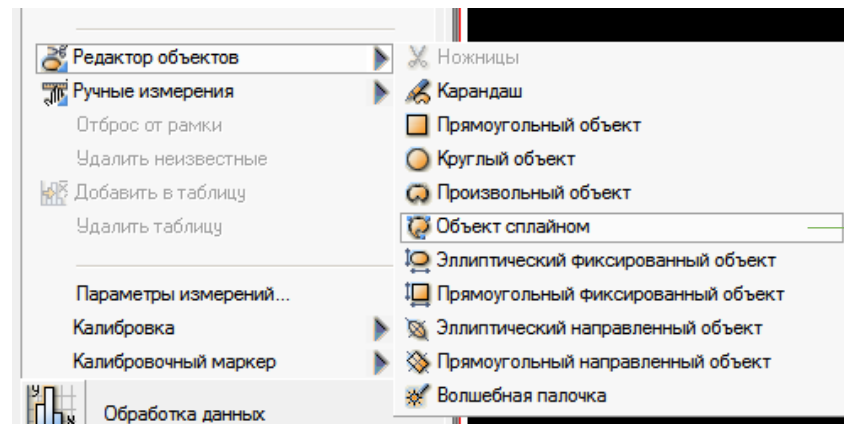 Редактор объектов
Ручные измерения
Отброс от рамки
Удалить неизвестные
Добавить в таблицу
Удалить таблицу
Параметры измерений...
Калибровка
Калибровочный маркер
Обработка данных
Ножницы
Карандаш
Прямоугольный объект
Круглый объект
Произвольный объект
Объект сплайном
Эллиптический фиксированный объект
Прямоугольный фиксированный объект
Эллиптический направленный объект
Прямоугольный направленный объект
Волшебная палочка